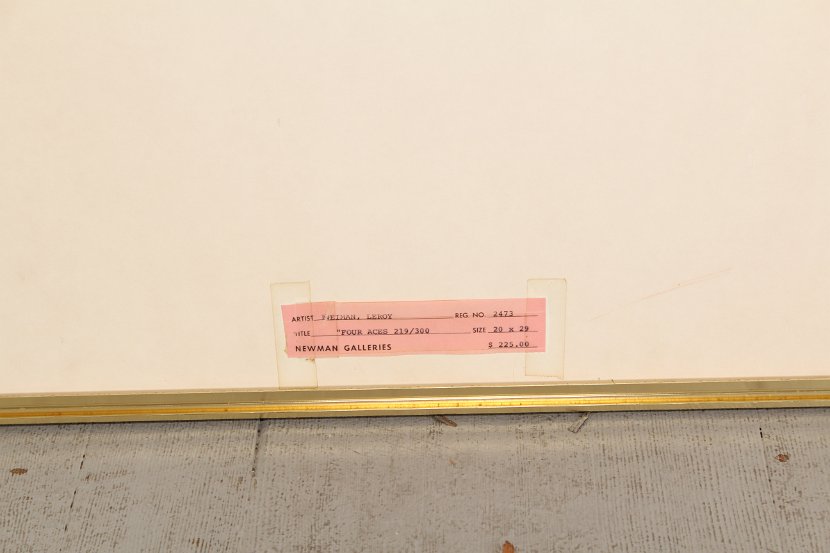 ARTIST NEIMAN, LEROY REG. NO. 2473
TITLE "FOUR ACES 219/300 SIZE 20 x 29
NEWMAN GALLERIES $ 225.00